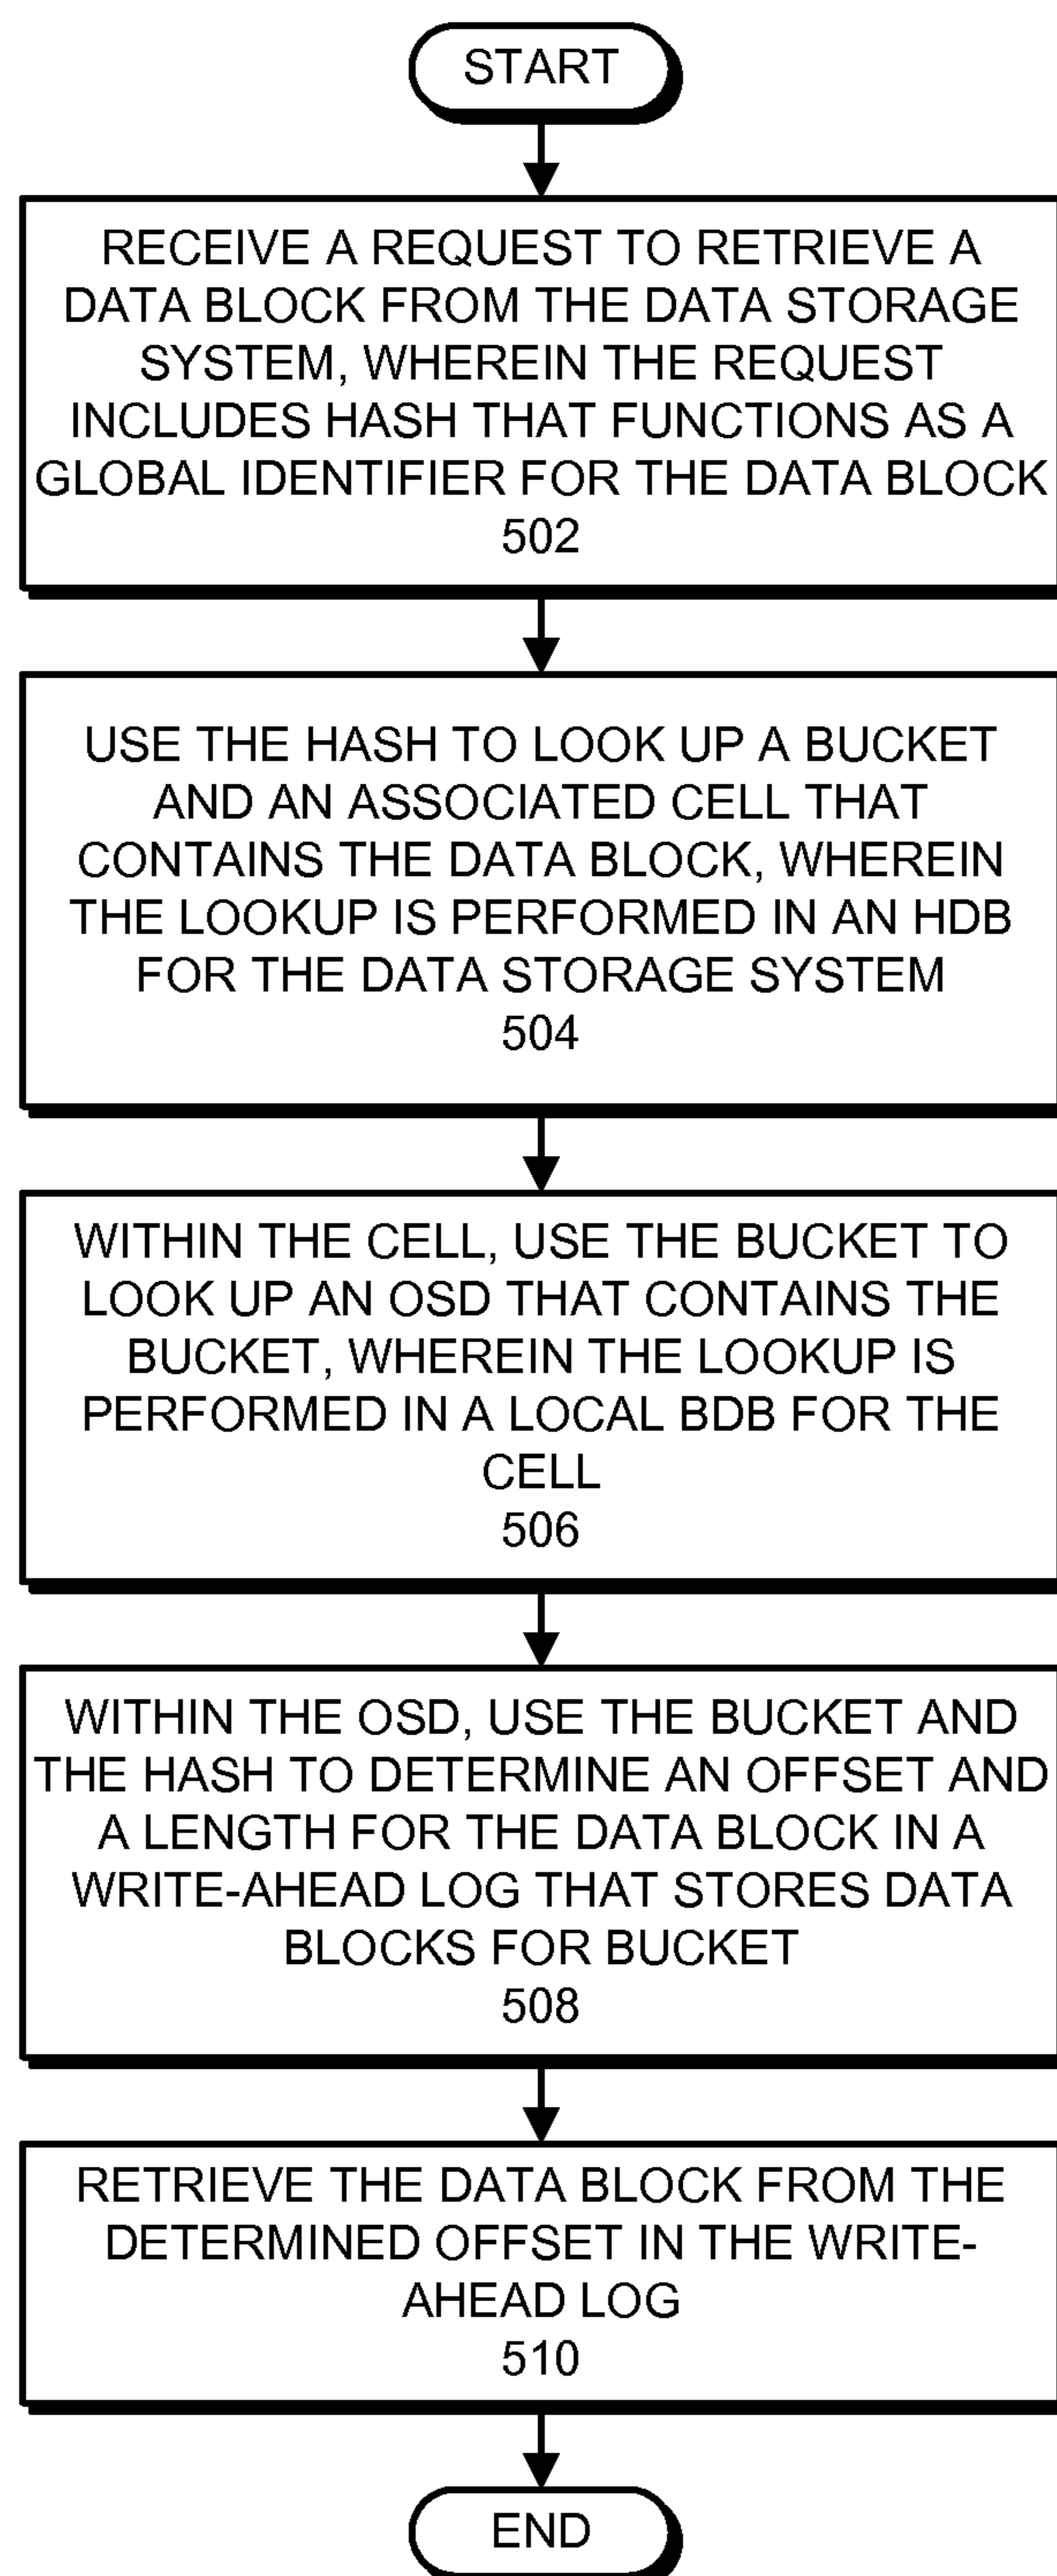 START
RECEIVE A REQUEST TO RETRIEVE A
DATA BLOCK FROM THE DATA STORAGE
SYSTEM, WHEREIN THE REQUEST
INCLUDES HASH THAT FUNCTIONS AS A
GLOBAL IDENTIFIER FOR THE DATA BLOCK
502
USE THE HASH TO LOOK UP A BUCKET
AND AN ASSOCIATED CELL THAT
CONTAINS THE DATA BLOCK, WHEREIN
THE LOOKUP IS PERFORMED IN AN HDB
FOR THE DATA STORAGE SYSTEM
504
WITHIN THE CELL, USE THE BUCKET TO
LOOK UP AN OSD THAT CONTAINS THE
BUCKET, WHEREIN THE LOOKUP IS
PERFORMED IN A LOCAL BDB FOR THE
CELL
506
WITHIN THE OSD, USE THE BUCKET AND
THE HASH TO DETERMINE AN OFFSET AND
A LENGTH FOR THE DATA BLOCK IN A
WRITE-AHEAD LOG THAT STORES DATA
BLOCKS FOR BUCKET
508
RETRIEVE THE DATA BLOCK FROM THE
DETERMINED OFFSET IN THE WRITE-
AHEAD LOG
510
END